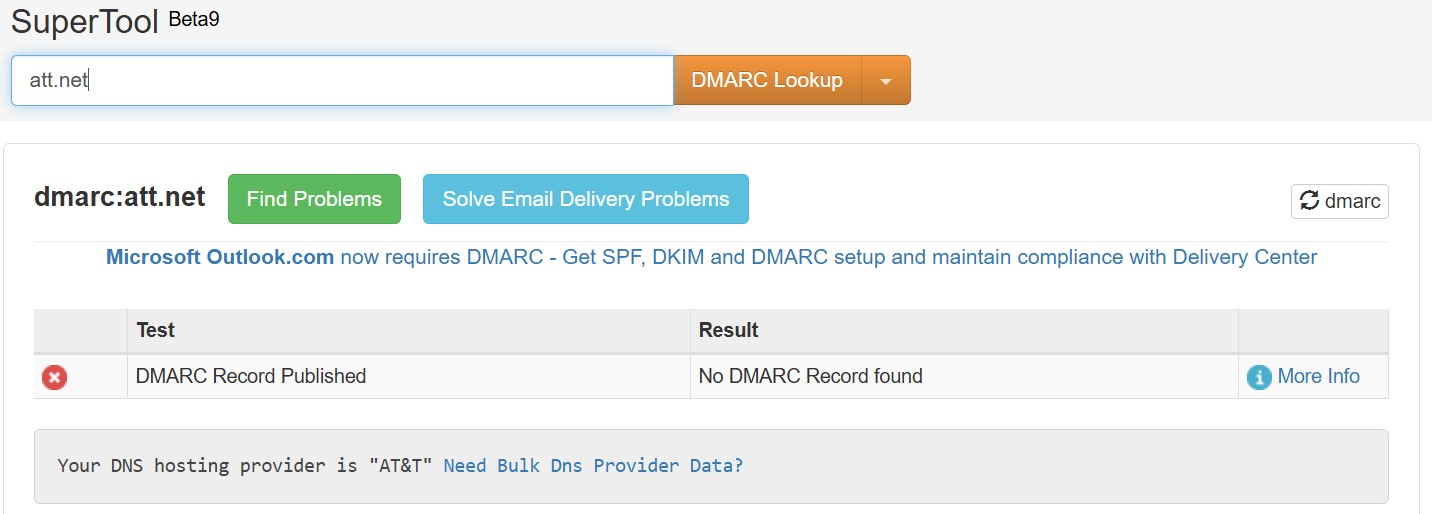 SuperTool Beta9
att.net
DMARC Lookup
dmarc:att.net
Find Problems
Solve Email Delivery Problems
dmarc
Microsoft Outlook.com now requires DMARC - Get SPF, DKIM and DMARC setup and maintain compliance with Delivery Center
Test Result
DMARC Record Published No DMARC Record found More Info
Your DNS hosting provider is "AT&T" Need Bulk Dns Provider Data?